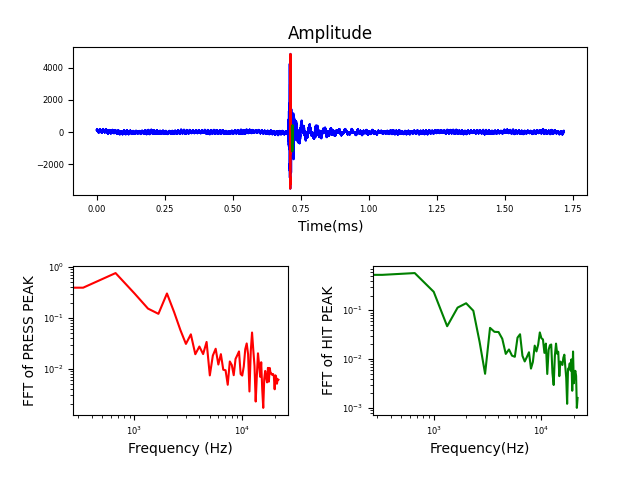 Amplitude
4000
2000
0
−2000
0.00 0.25 0.50 0.75 1.00 1.25 1.50 1.75
Time(ms)
FFT of PRESS PEAK
10⁰
10⁻¹
10⁻²
10³ 10⁴
Frequency (Hz)
FFT of HIT PEAK
10⁻¹
10⁻²
10⁻³
10³ 10⁴
Frequency(Hz)